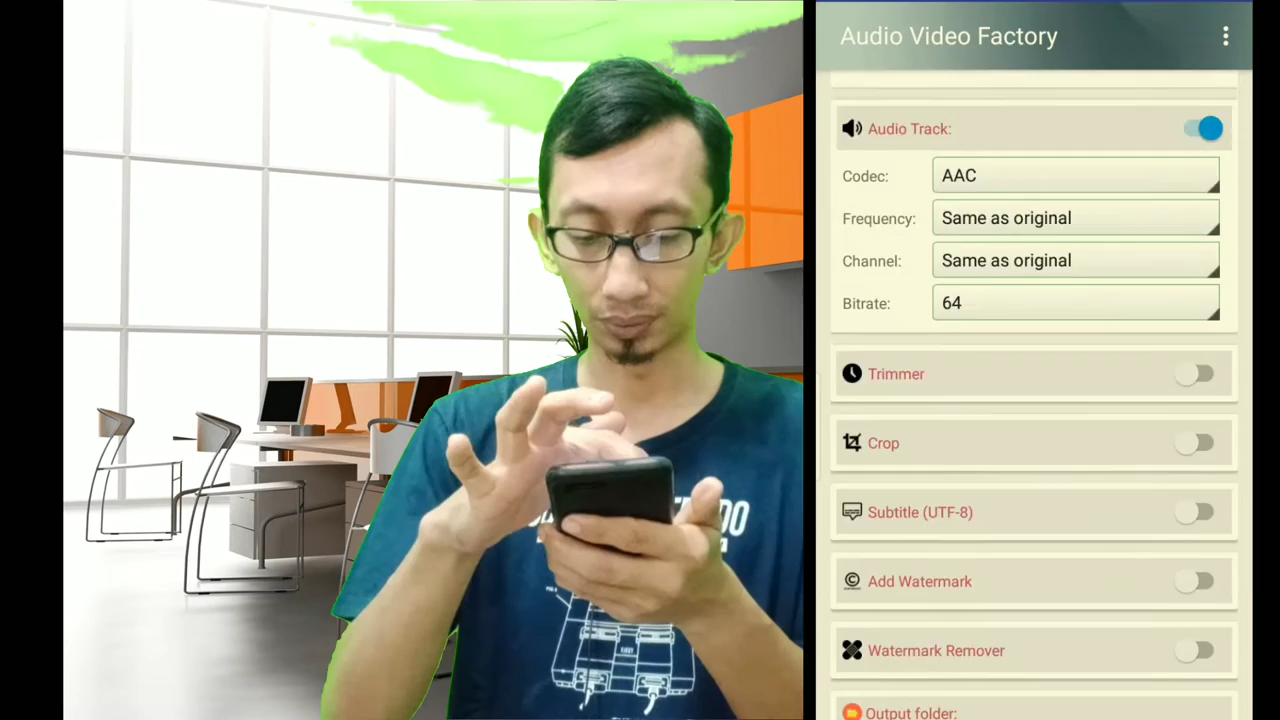 Audio Video Factory
Audio Track:
Codec: AAC
Frequency: Same as original
Channel: Same as original
Bitrate: 64
Trimmer
Crop
Subtitle (UTF-8)
Add Watermark
Watermark Remover
Output folder: